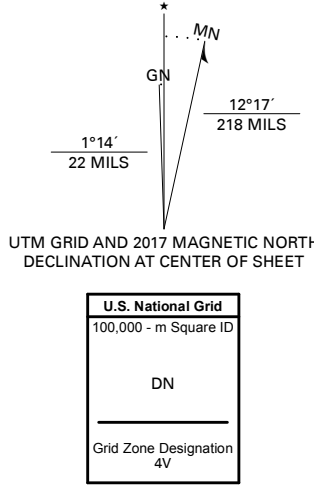 ★
MN
GN
1°14´
22 MILS
12°17´
218 MILS
UTM GRID AND 2017 MAGNETIC NORTH
DECLINATION AT CENTER OF SHEET
U.S. National Grid
100,000 - m Square ID
DN
Grid Zone Designation
4V